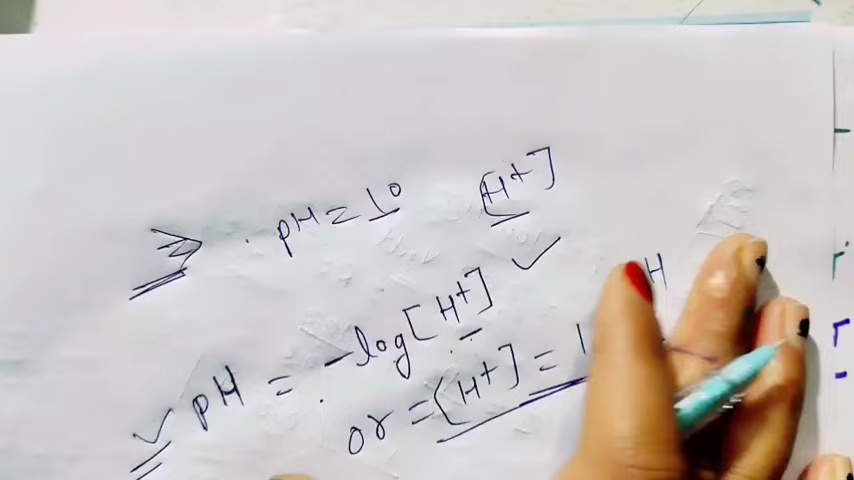 pH = 10 [H+]
pH = -log[H+]
or = [H+] = 1 H